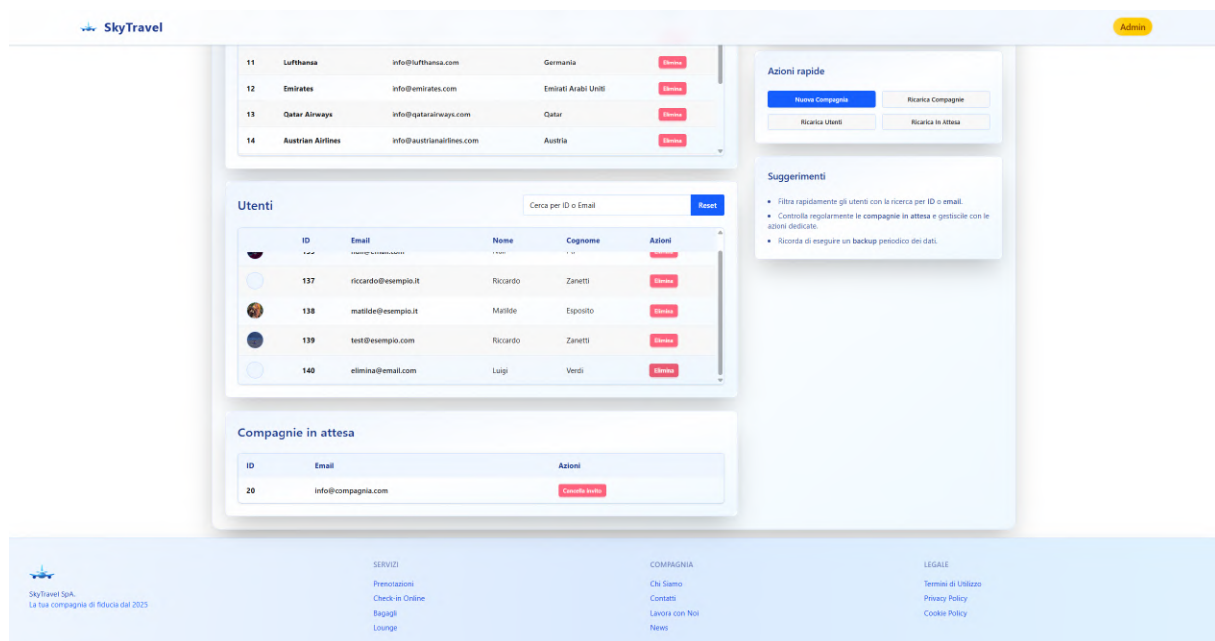 SkyTravel
Admin
11 Lufthansa info@lufthansa.com Germania Elimina
12 Emirates info@emirates.com Emirati Arabi Uniti Elimina
13 Qatar Airways info@qatarairways.com Qatar Elimina
14 Austrian Airlines info@austrianairlines.com Austria Elimina
Utenti
Cerca per ID o Email Reset
ID Email Nome Cognome Azioni
137 riccardo@esempio.it Riccardo Zanetti Elimina
138 matilde@esempio.it Matilde Esposito Elimina
139 test@esempio.com Riccardo Zanetti Elimina
140 elimina@email.com Luigi Verdi Elimina
Compagnie in attesa
ID Email Azioni
20 info@compagnia.com Cancella invito
Azioni rapide
Nuova Compagnia Ricarica Compagnie
Ricarica Utenti Ricarica In Attesa
Suggerimenti
• Filtra rapidamente gli utenti con la ricerca per ID o email.
• Controlla regolarmente le compagnie in attesa e gestiscile con le
azioni dedicate.
• Ricorda di eseguire un backup periodico dei dati.
SkyTravel SpA.
La tua compagnia di fiducia dal 2025
SERVIZI
Prenotazioni
Check-in Online
Bagagli
Lounge
COMPAGNIA
Chi Siamo
Contatti
Lavora con Noi
News
LEGALE
Termini di Utilizzo
Privacy Policy
Cookie Policy